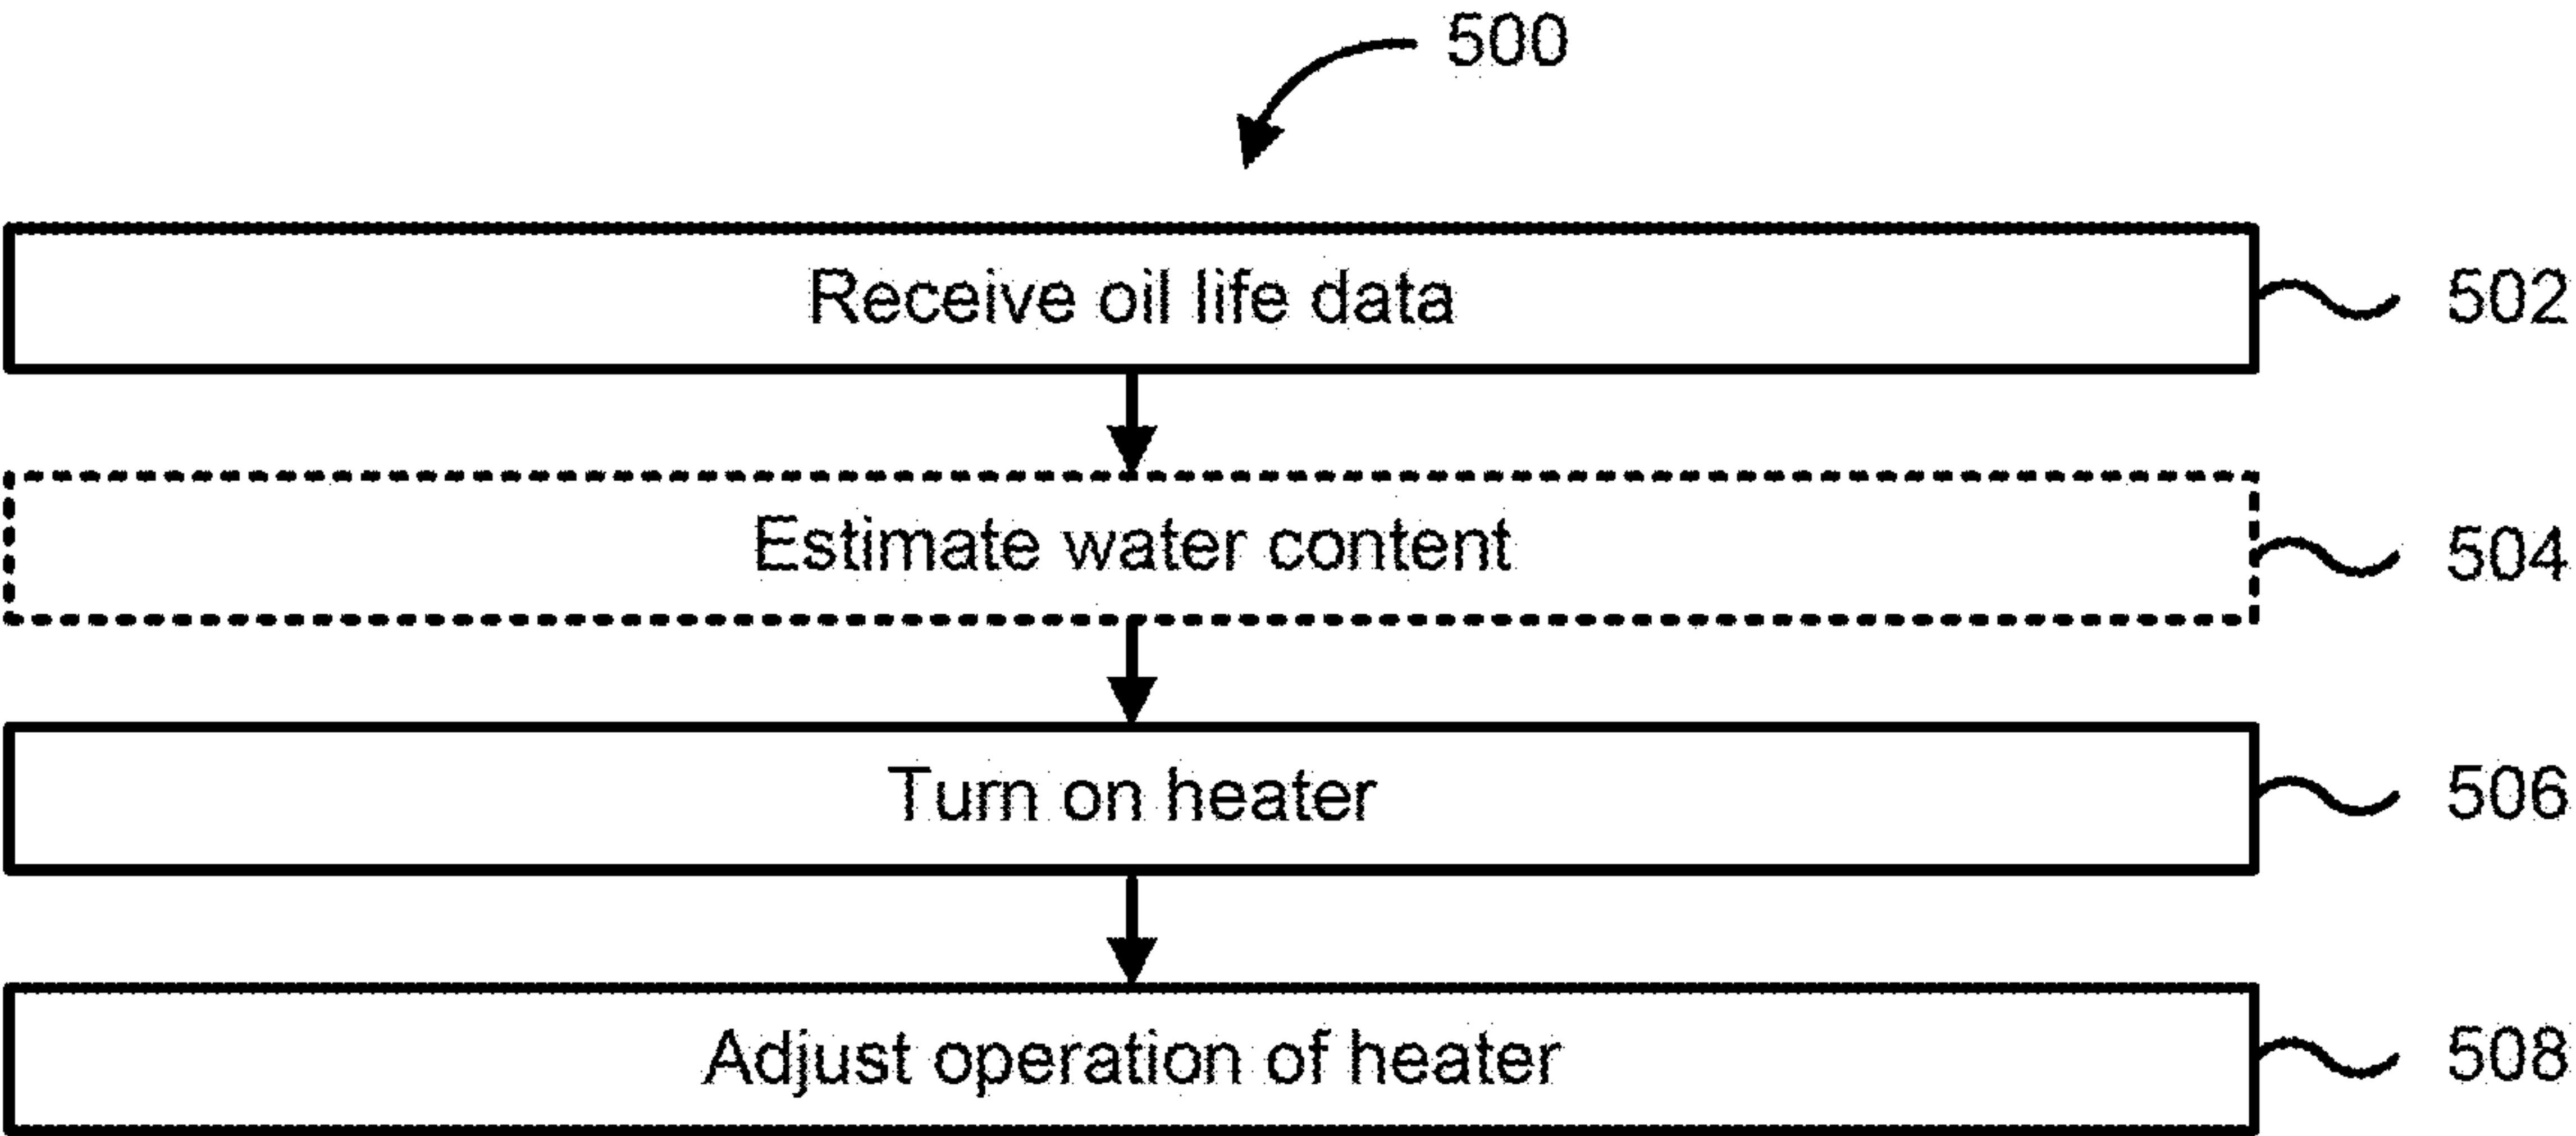 500
Receive oil life data
502
Estimate water content
504
Turn on heater
506
Adjust operation of heater
508